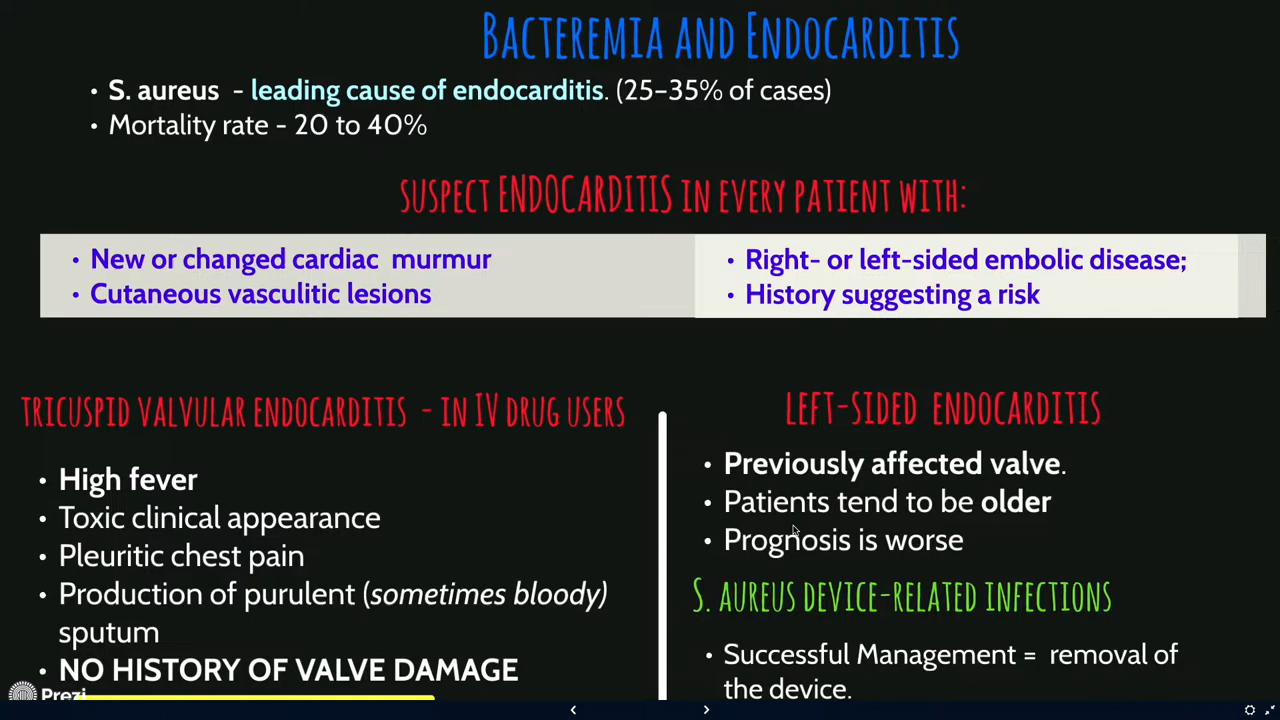 BACTEREMIA AND ENDOCARDITIS
• S. aureus - leading cause of endocarditis. (25–35% of cases)
• Mortality rate - 20 to 40%
SUSPECT ENDOCARDITIS IN EVERY PATIENT WITH:
• New or changed cardiac murmur
• Cutaneous vasculitic lesions
• Right- or left-sided embolic disease;
• History suggesting a risk
TRICUSPID VALVULAR ENDOCARDITIS - IN IV DRUG USERS
• High fever
• Toxic clinical appearance
• Pleuritic chest pain
• Production of purulent (sometimes bloody)
sputum
• NO HISTORY OF VALVE DAMAGE
LEFT-SIDED ENDOCARDITIS
• Previously affected valve.
• Patients tend to be older
• Prognosis is worse
S. AUREUS DEVICE-RELATED INFECTIONS
• Successful Management = removal of
the device.
Prezi